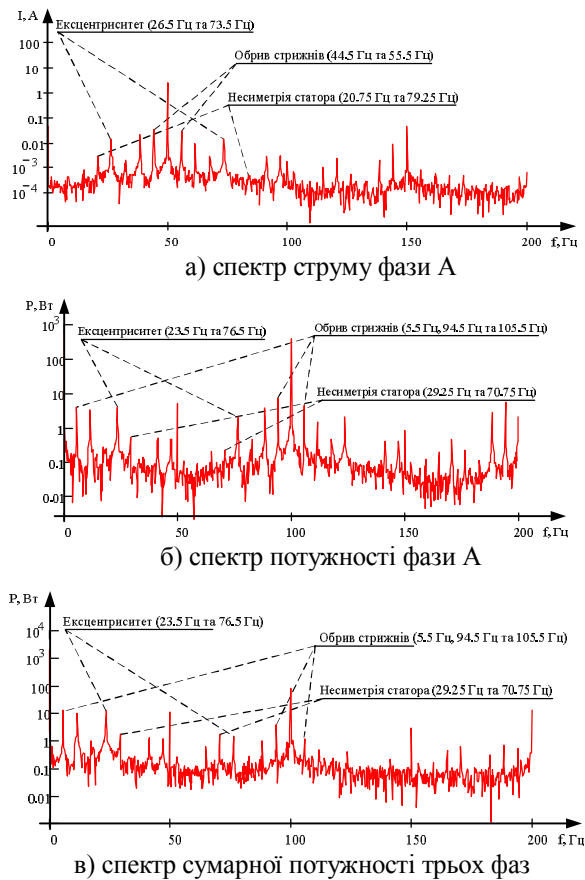 I, А
Ексцентриситет (26.5 Гц та 73.5 Гц)
100
Обрив стрижнів (44.5 Гц та 55.5 Гц)
10
1
Несиметрія статора (20.75 Гц та 79.25 Гц)
0.1
0.01
10⁻³
10⁻⁴
0 50 100 150 200
f, Гц
а) спектр струму фази А
P, Вт
10³
Ексцентриситет (23.5 Гц та 76.5 Гц)
Обрив стрижнів (5.5 Гц, 94.5 Гц та 105.5 Гц)
100
10
Несиметрія статора (29.25 Гц та 70.75 Гц)
1
0.1
0.01
0 50 100 150 200
f, Гц
б) спектр потужності фази А
P, Вт
Ексцентриситет (23.5 Гц та 76.5 Гц)
10⁴
Обрив стрижнів (5.5 Гц, 94.5 Гц та 105.5 Гц)
10³
100
Несиметрія статора (29.25 Гц та 70.75 Гц)
10
1
0.1
0.01
0 50 100 150 200
f, Гц
в) спектр сумарної потужності трьох фаз